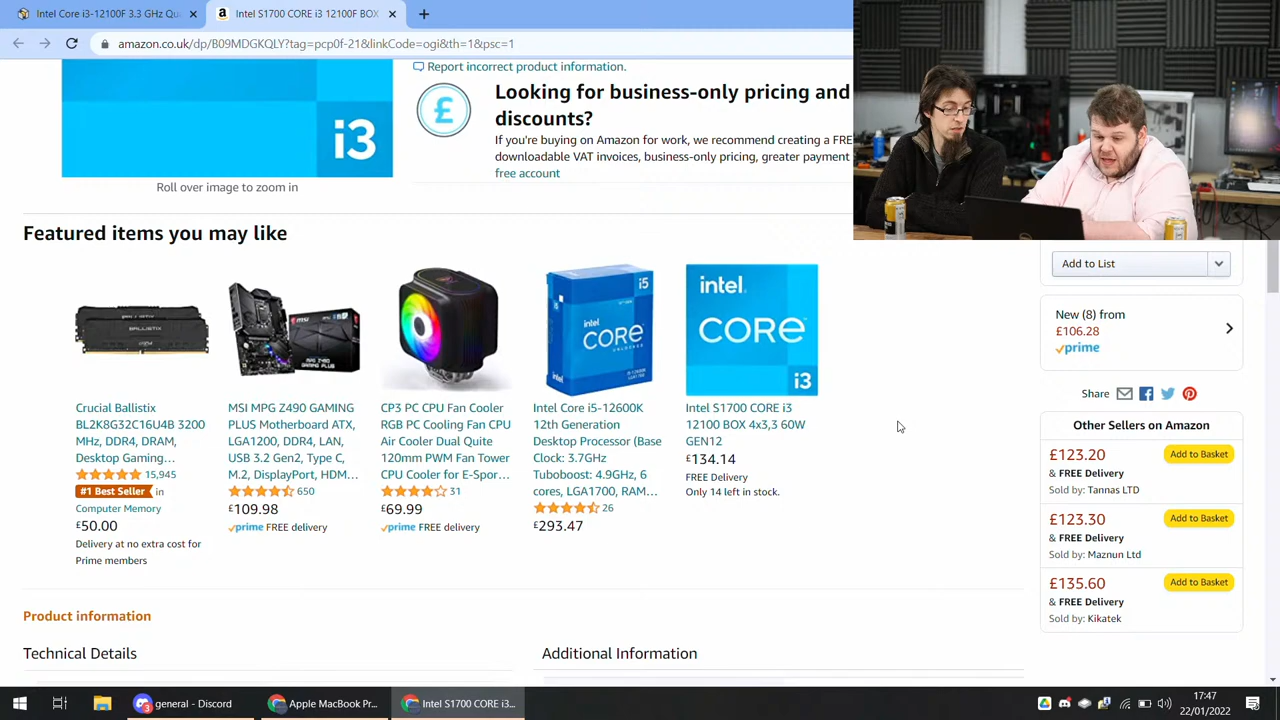 Intel Core i3-12100F 3.3 GHz Qu
Intel S1700 CORE i3 12100F BOX
amazon.co.uk/dp/B09MDGKQLY?tag=pcp0f-21&linkCode=ogi&th=1&psc=1
i3
Roll over image to zoom in
Report incorrect product information.
£
Looking for business-only pricing and
discounts?
If you're buying on Amazon for work, we recommend creating a FRE
downloadable VAT invoices, business-only pricing, greater payment
free account
Featured items you may like
BALLISTIX
Crucial Ballistix
BL2K8G32C16U4B 3200
MHz, DDR4, DRAM,
Desktop Gaming…
15,945
#1 Best Seller in
Computer Memory
£50.00
Delivery at no extra cost for
Prime members
MSI MPG Z490 GAMING
PLUS Motherboard ATX,
LGA1200, DDR4, LAN,
USB 3.2 Gen2, Type C,
M.2, DisplayPort, HDM…
650
£109.98
prime FREE delivery
CP3 PC CPU Fan Cooler
RGB PC Cooling Fan CPU
Air Cooler Dual Quite
120mm PWM Fan Tower
CPU Cooler for E-Spor…
31
£69.99
prime FREE delivery
i5
intel
CORE
Intel Core i5-12600K
12th Generation
Desktop Processor (Base
Clock: 3.7GHz
Tuboboost: 4.9GHz, 6
cores, LGA1700, RAM…
26
£293.47
intel.
CORE
i3
Intel S1700 CORE i3
12100 BOX 4x3,3 60W
GEN12
£134.14
FREE Delivery
Only 14 left in stock.
Add to List
New (8) from
£106.28
prime
Share
Other Sellers on Amazon
£123.20
Add to Basket
& FREE Delivery
Sold by: Tannas LTD
£123.30
Add to Basket
& FREE Delivery
Sold by: Maznun Ltd
£135.60
Add to Basket
& FREE Delivery
Sold by: Kikatek
Product information
Technical Details
Additional Information
3
general - Discord
Apple MacBook Pr...
Intel S1700 CORE i3...
17:47
22/01/2022